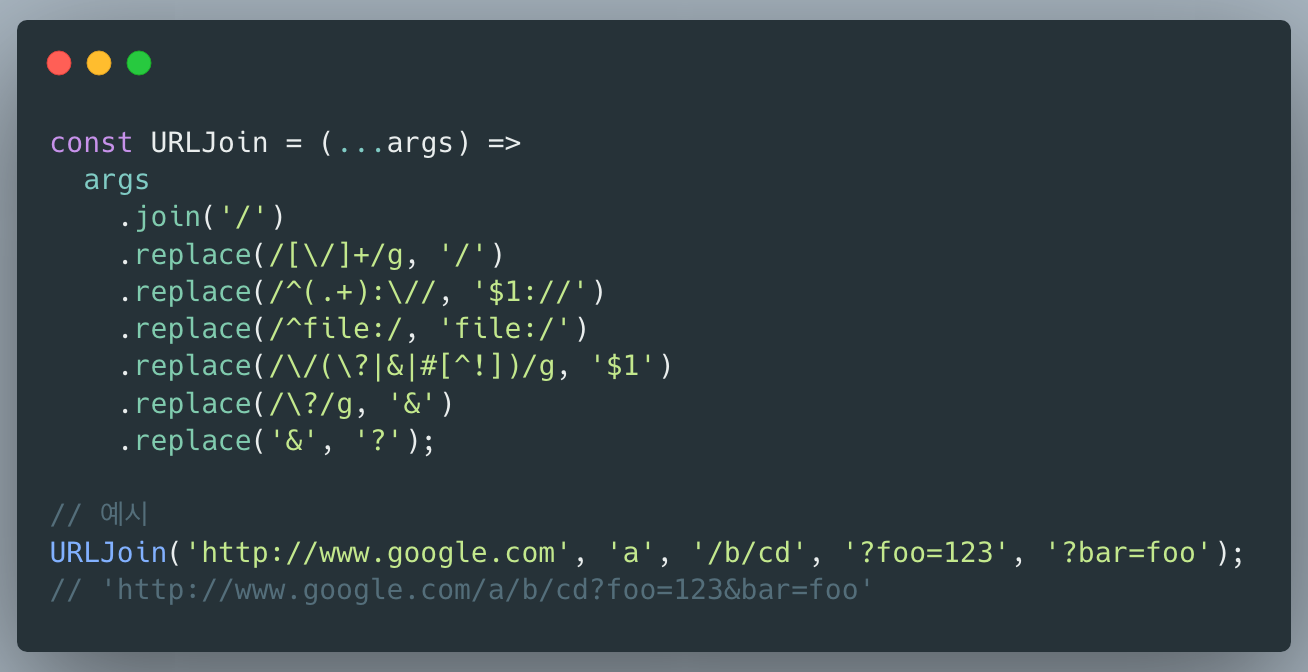 const URLJoin = (...args) =>
  args
    .join('/')
    .replace(/[\/]+/g, '/')
    .replace(/^(.+):\//, '$1://')
    .replace(/^file:/, 'file:/')
    .replace(/\/(\?|&|#[^!])/g, '$1')
    .replace(/\?/g, '&')
    .replace('&', '?');

// 예시
URLJoin('http://www.google.com', 'a', '/b/cd', '?foo=123', '?bar=foo');
// 'http://www.google.com/a/b/cd?foo=123&bar=foo'